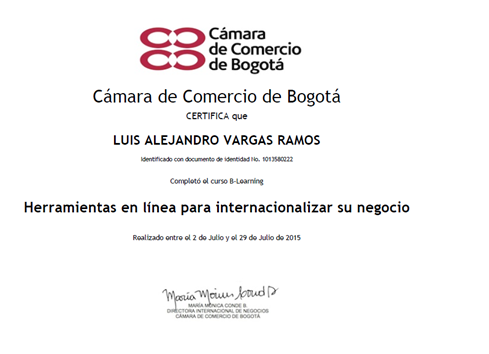 Cámara
de Comercio
de Bogotá
Cámara de Comercio de Bogotá
CERTIFICA que
LUIS ALEJANDRO VARGAS RAMOS
Identificado con documento de identidad No. 1013580222
Completó el curso B-Learning
Herramientas en línea para internacionalizar su negocio
Realizado entre el 2 de Julio y el 29 de Julio de 2015
MARÍA MÓNICA CONDE B.
DIRECTORA INTERNACIONAL DE NEGOCIOS
CÁMARA DE COMERCIO DE BOGOTÁ